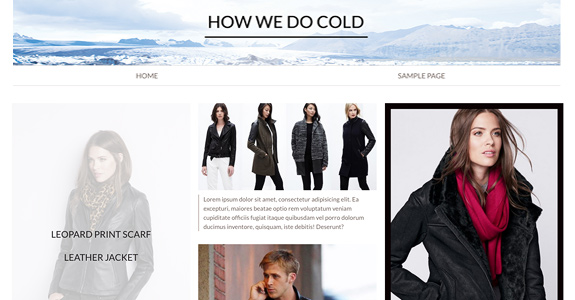 HOW WE DO COLD
HOME
SAMPLE PAGE
LEOPARD PRINT SCARF
LEATHER JACKET
Lorem ipsum dolor sit amet, consectetur adipisicing elit. Ea
excepturi, maiores beatae optio rem voluptatum veniam
cupiditate officiis fugiat itaque quibusdam vel porro dolorum
ducimus inventore, quisquam, iste debitis! Deserunt?